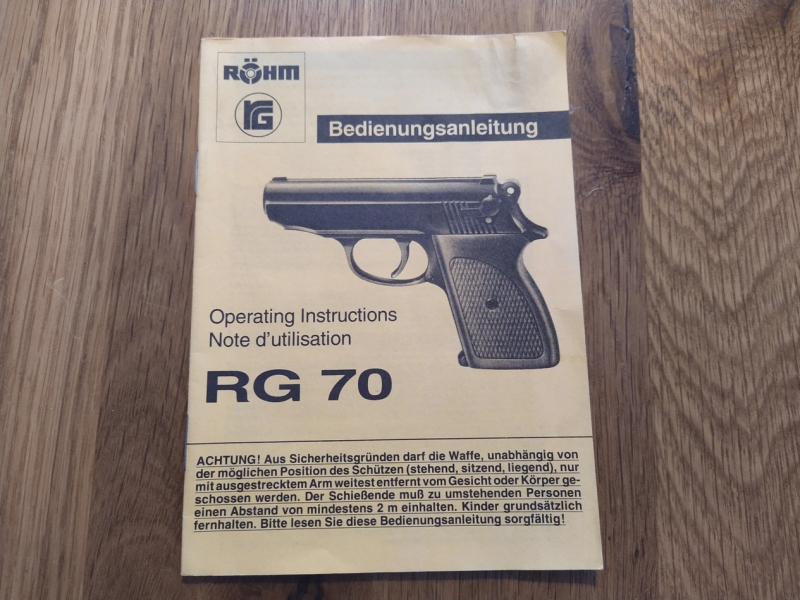 RÖHM
RG
Bedienungsanleitung
Operating Instructions
Note d'utilisation
RG 70
ACHTUNG! Aus Sicherheitsgründen darf die Waffe, unabhängig von
der möglichen Position des Schützen (stehend, sitzend, liegend), nur
mit ausgestrecktem Arm weitest entfernt vom Gesicht oder Körper ge-
schossen werden. Der Schießende muß zu umstehenden Personen
einen Abstand von mindestens 2 m einhalten. Kinder grundsätzlich
fernhalten. Bitte lesen Sie diese Bedienungsanleitung sorgfältig!